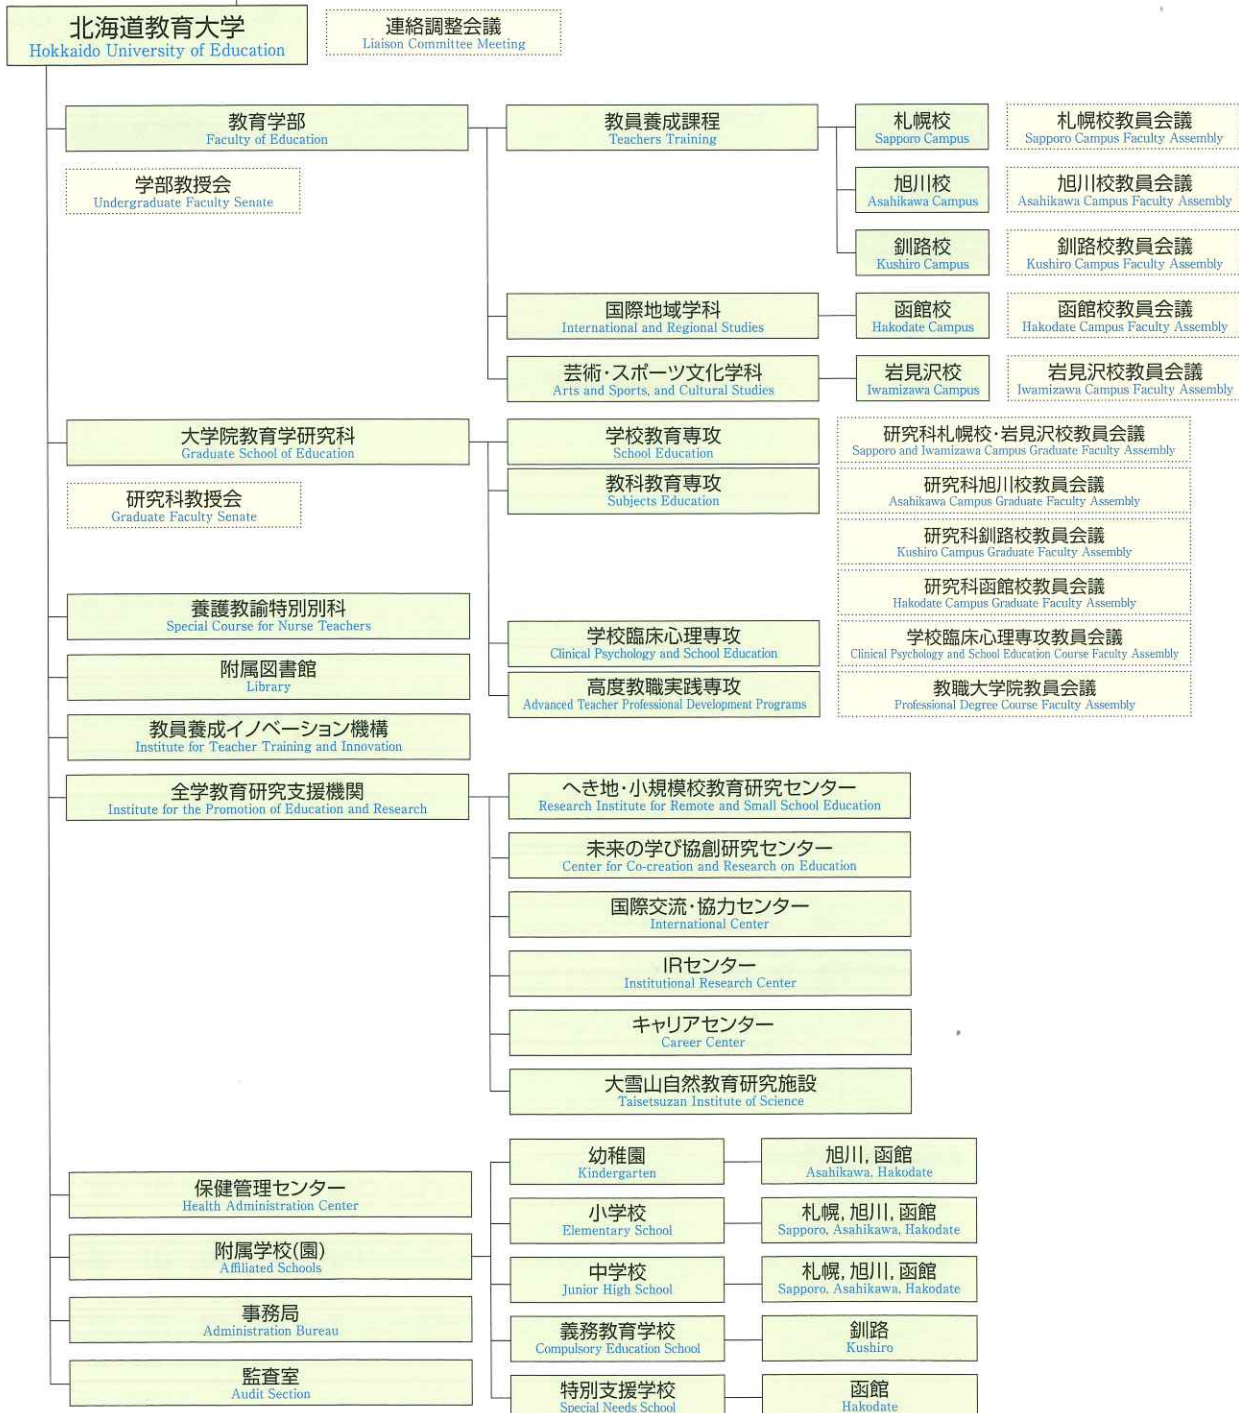 北海道教育大学
Hokkaido University of Education
連絡調整会議
Liaison Committee Meeting
教育学部
Faculty of Education
学部教授会
Undergraduate Faculty Senate
教員養成課程
Teachers Training
札幌校
Sapporo Campus
札幌校教員会議
Sapporo Campus Faculty Assembly
旭川校
Asahikawa Campus
旭川校教員会議
Asahikawa Campus Faculty Assembly
釧路校
Kushiro Campus
釧路校教員会議
Kushiro Campus Faculty Assembly
国際地域学科
International and Regional Studies
函館校
Hakodate Campus
函館校教員会議
Hakodate Campus Faculty Assembly
芸術・スポーツ文化学科
Arts and Sports, and Cultural Studies
岩見沢校
Iwamizawa Campus
岩見沢校教員会議
Iwamizawa Campus Faculty Assembly
大学院教育学研究科
Graduate School of Education
研究科教授会
Graduate Faculty Senate
学校教育専攻
School Education
教科教育専攻
Subjects Education
研究科札幌校・岩見沢校教員会議
Sapporo and Iwamizawa Campus Graduate Faculty Assembly
研究科旭川校教員会議
Asahikawa Campus Graduate Faculty Assembly
研究科釧路校教員会議
Kushiro Campus Graduate Faculty Assembly
研究科函館校教員会議
Hakodate Campus Graduate Faculty Assembly
学校臨床心理専攻
Clinical Psychology and School Education
学校臨床心理専攻教員会議
Clinical Psychology and School Education Course Faculty Assembly
高度教職実践専攻
Advanced Teacher Professional Development Programs
教職大学院教員会議
Professional Degree Course Faculty Assembly
養護教諭特別別科
Special Course for Nurse Teachers
附属図書館
Library
教員養成イノベーション機構
Institute for Teacher Training and Innovation
全学教育研究支援機関
Institute for the Promotion of Education and Research
へき地・小規模校教育研究センター
Research Institute for Remote and Small School Education
未来の学び協創研究センター
Center for Co-creation and Research on Education
国際交流・協力センター
International Center
IRセンター
Institutional Research Center
キャリアセンター
Career Center
大雪山自然教育研究施設
Taisetsuzan Institute of Science
保健管理センター
Health Administration Center
附属学校(園)
Affiliated Schools
幼稚園
Kindergarten
旭川, 函館
Asahikawa, Hakodate
小学校
Elementary School
札幌, 旭川, 函館
Sapporo, Asahikawa, Hakodate
中学校
Junior High School
札幌, 旭川, 函館
Sapporo, Asahikawa, Hakodate
義務教育学校
Compulsory Education School
釧路
Kushiro
特別支援学校
Special Needs School
函館
Hakodate
事務局
Administration Bureau
監査室
Audit Section